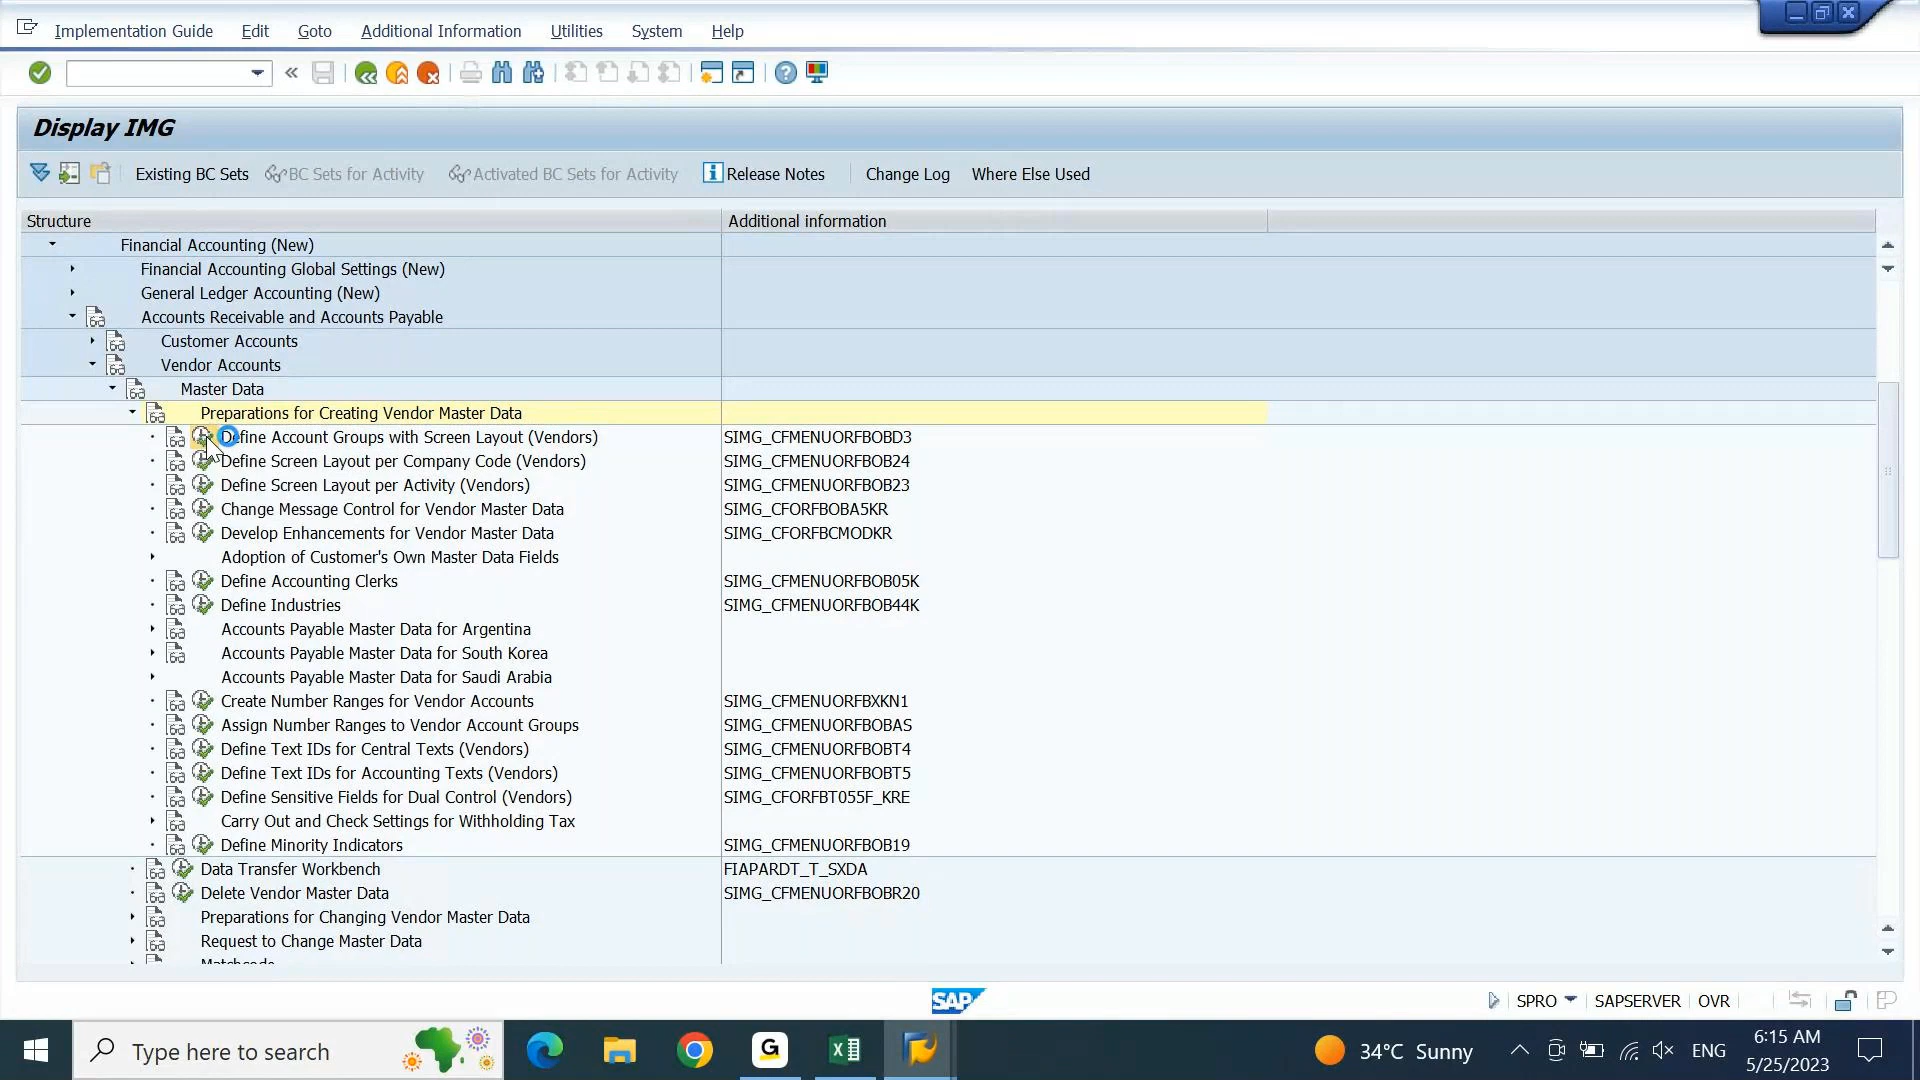 Implementation Guide Edit Goto Additional Information Utilities System Help
Display IMG
Existing BC Sets BC Sets for Activity Activated BC Sets for Activity Release Notes Change Log Where Else Used
Structure Additional information
Financial Accounting (New)
Financial Accounting Global Settings (New)
General Ledger Accounting (New)
Accounts Receivable and Accounts Payable
Customer Accounts
Vendor Accounts
Master Data
Preparations for Creating Vendor Master Data
Define Account Groups with Screen Layout (Vendors) SIMG_CFMENUORFBOBD3
Define Screen Layout per Company Code (Vendors) SIMG_CFMENUORFBOB24
Define Screen Layout per Activity (Vendors) SIMG_CFMENUORFBOB23
Change Message Control for Vendor Master Data SIMG_CFORFBOBA5KR
Develop Enhancements for Vendor Master Data SIMG_CFORFBCMODKR
Adoption of Customer's Own Master Data Fields
Define Accounting Clerks SIMG_CFMENUORFBOB05K
Define Industries SIMG_CFMENUORFBOB44K
Accounts Payable Master Data for Argentina
Accounts Payable Master Data for South Korea
Accounts Payable Master Data for Saudi Arabia
Create Number Ranges for Vendor Accounts SIMG_CFMENUORFBXKN1
Assign Number Ranges to Vendor Account Groups SIMG_CFMENUORFBOBAS
Define Text IDs for Central Texts (Vendors) SIMG_CFMENUORFBOBT4
Define Text IDs for Accounting Texts (Vendors) SIMG_CFMENUORFBOBT5
Define Sensitive Fields for Dual Control (Vendors) SIMG_CFORFBT055F_KRE
Carry Out and Check Settings for Withholding Tax
Define Minority Indicators SIMG_CFMENUORFBOB19
Data Transfer Workbench FIAPARDT_T_SXDA
Delete Vendor Master Data SIMG_CFMENUORFBOBR20
Preparations for Changing Vendor Master Data
Request to Change Master Data
Matchcode
SAP SPRO SAPSERVER OVR
Type here to search G 34°C Sunny ENG 6:15 AM
5/25/2023